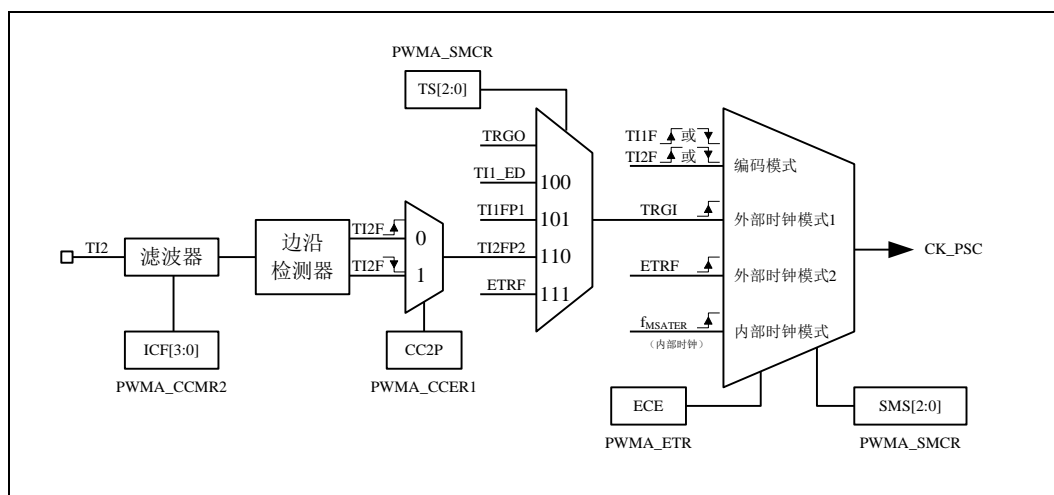 PWMA_SMCR
TS[2:0]
TRGO
TI1_ED
100
TI1FP1
101
TI2FP2
110
ETRF
111
TI2
滤波器
ICF[3:0]
PWMA_CCMR2
边沿
检测器
TI2F
0
TI2F
1
CC2P
PWMA_CCER1
TI1F 或
TI2F 或
编码模式
TRGI
外部时钟模式1
ETRF
外部时钟模式2
fMSATER
(内部时钟)
内部时钟模式
CK_PSC
ECE
PWMA_ETR
SMS[2:0]
PWMA_SMCR